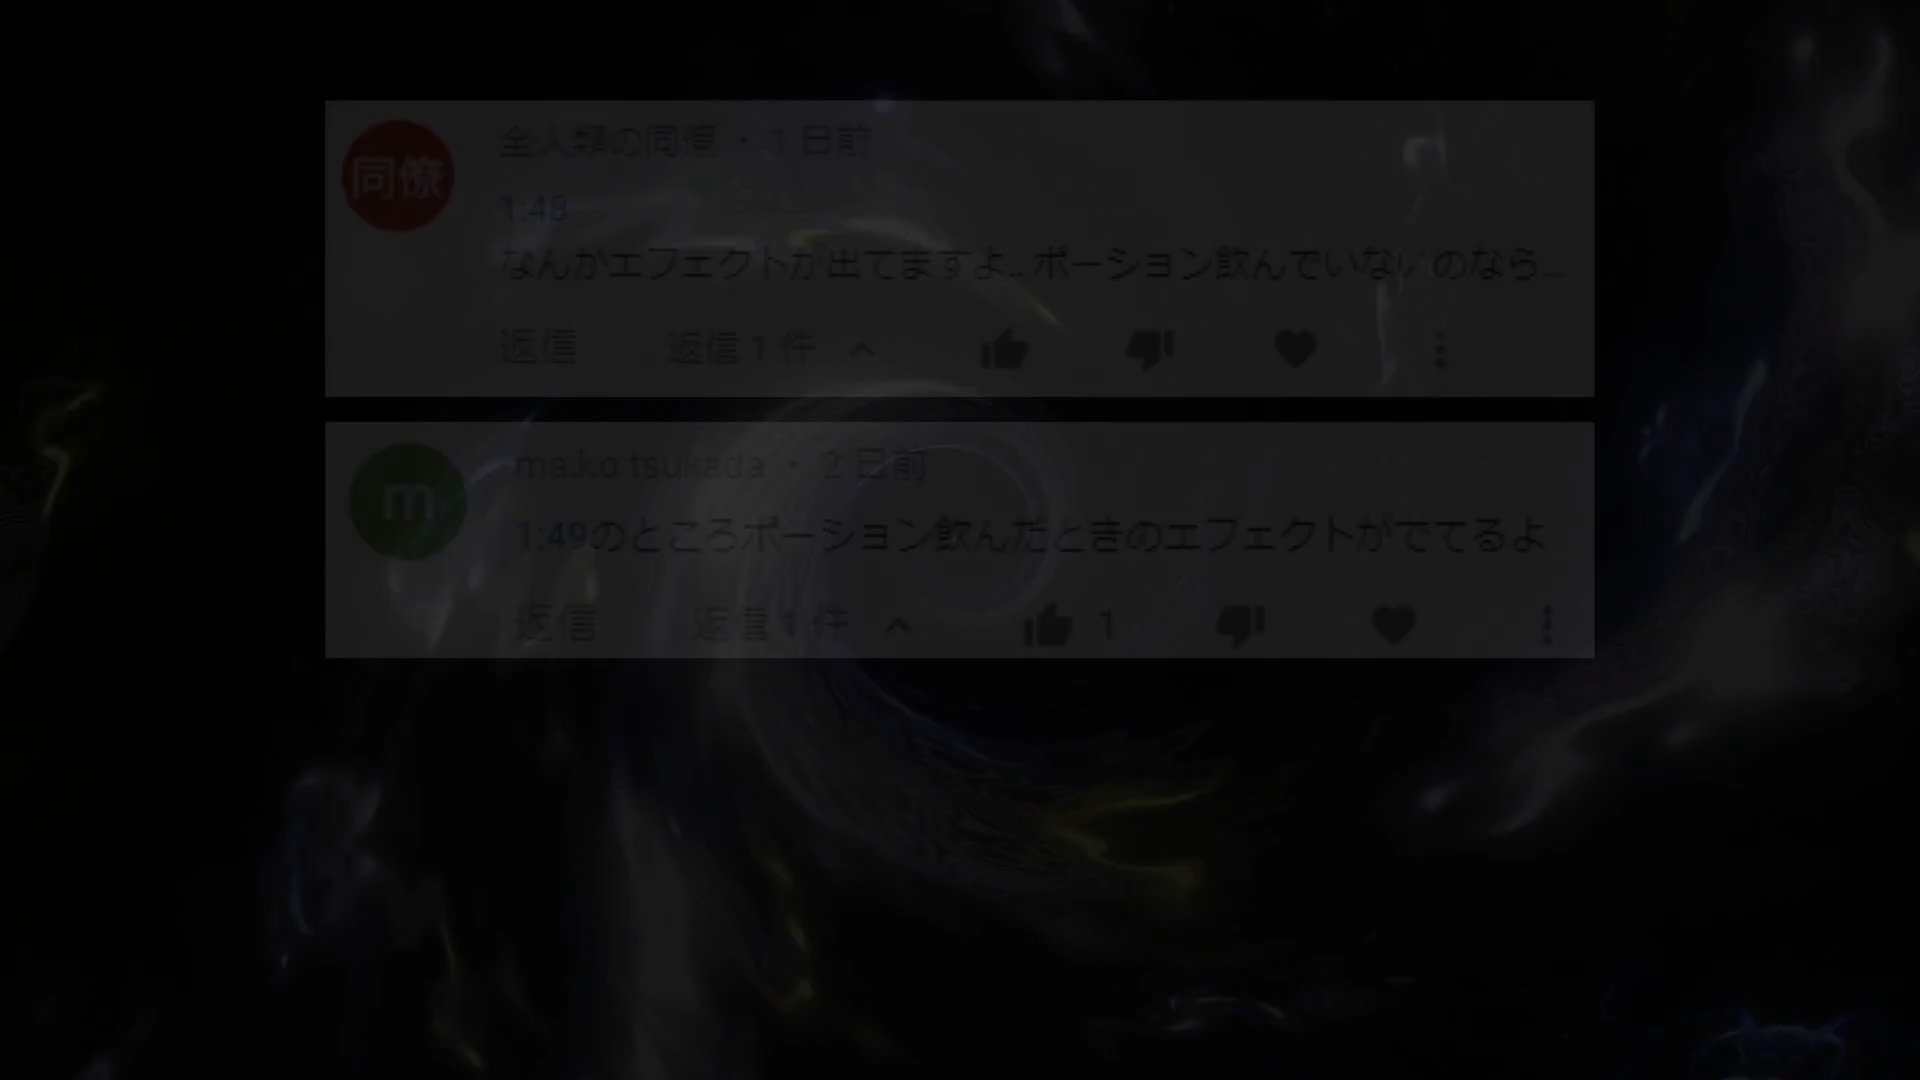 同僚
全人類の同僚 ・ 1 日前
1:48
なんかエフェクトが出てますよ...ポーション飲んでいないのなら...
返信 返信 1 件
m
maiko tsukada ・ 2 日前
1:49のところポーション飲んだときのエフェクトがでてるよ
返信 返信 1 件 1